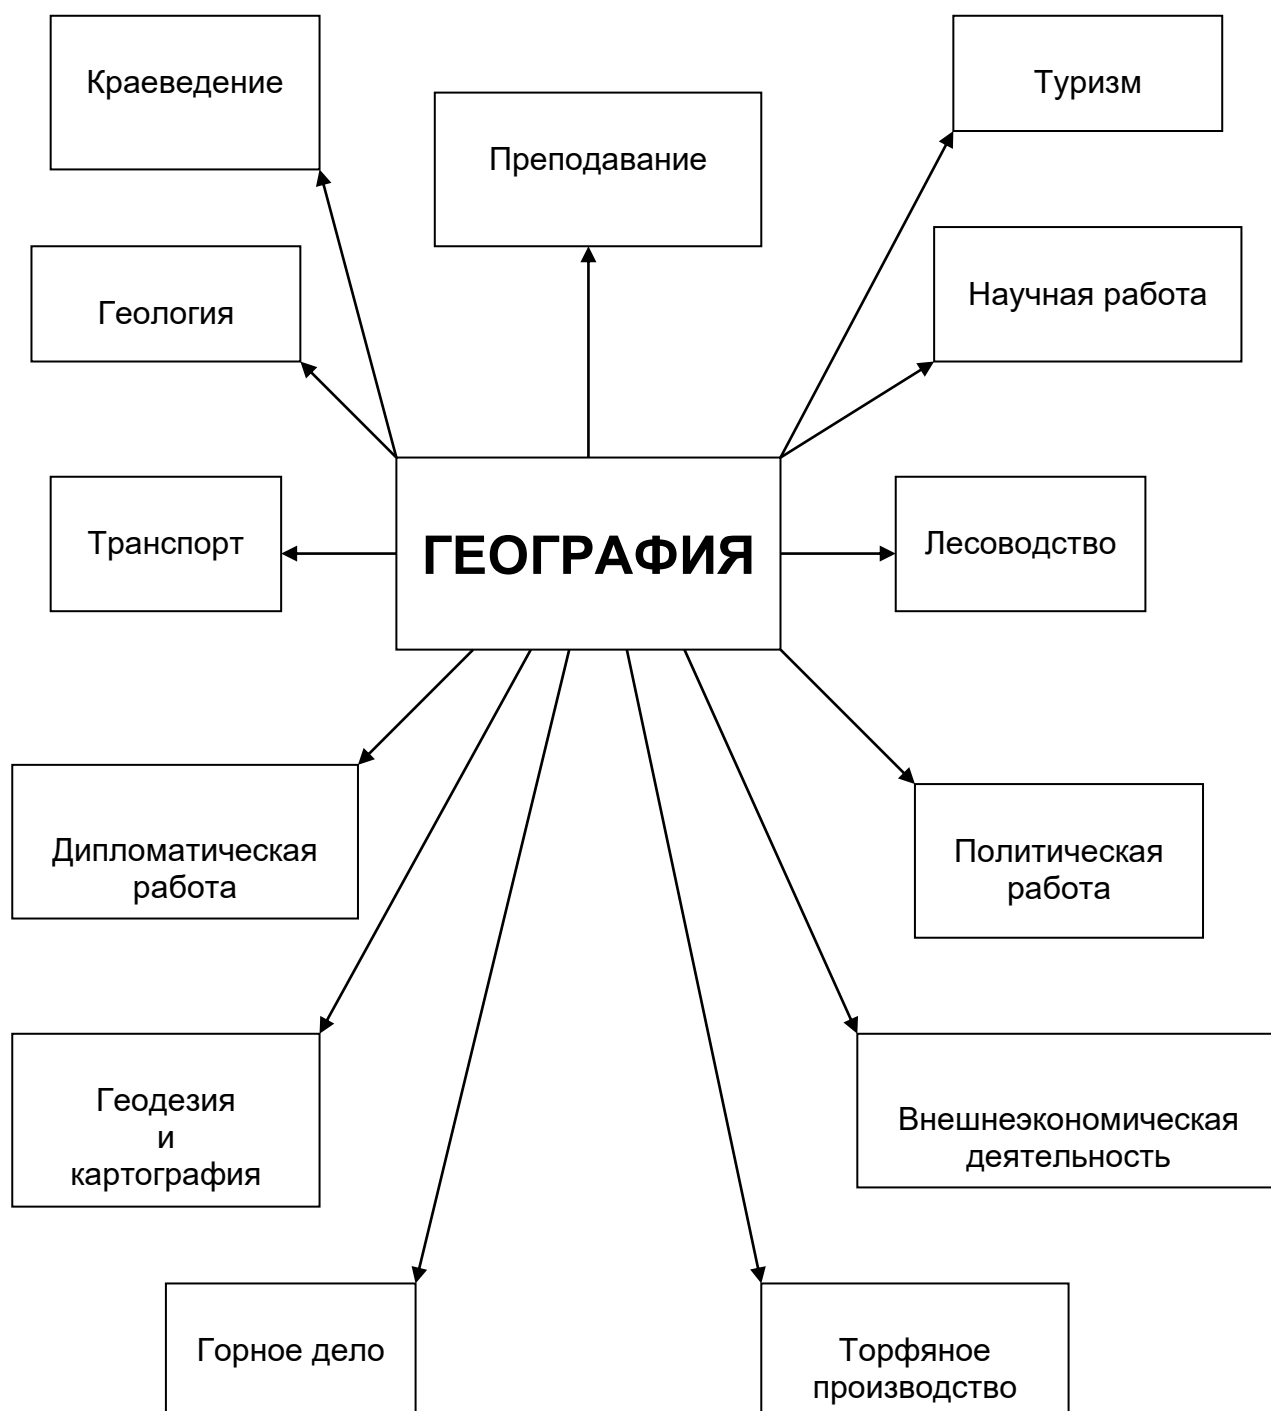 Краеведение
Туризм
Преподавание
Научная работа
Геология
Транспорт
ГЕОГРАФИЯ
Лесоводство
Дипломатическая
работа
Политическая
работа
Геодезия
и
картография
Внешнеэкономическая
деятельность
Горное дело
Торфяное
производство